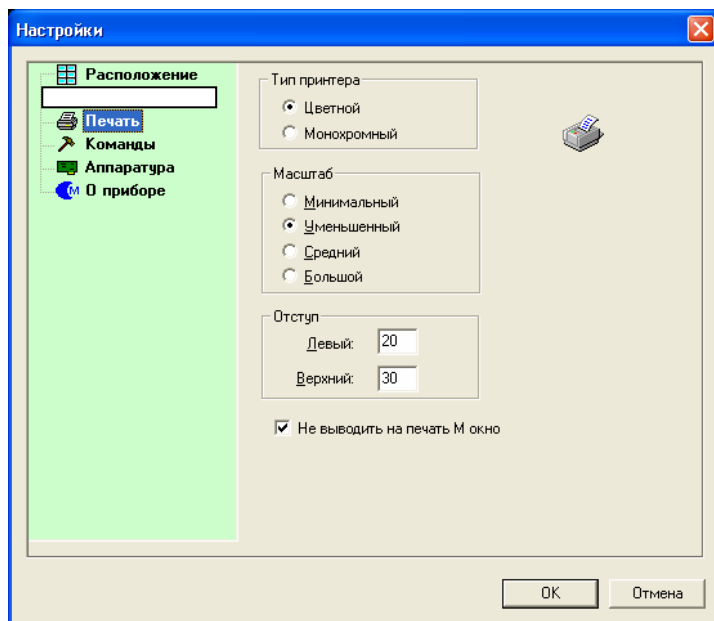 Настройки
Расположение
Печать
Команды
Аппаратура
М О приборе
Тип принтера
Цветной
Монохромный
Масштаб
Минимальный
Уменьшенный
Средний
Большой
Отступ
Левый: 20
Верхний: 30
Не выводить на печать М окно
OK Отмена